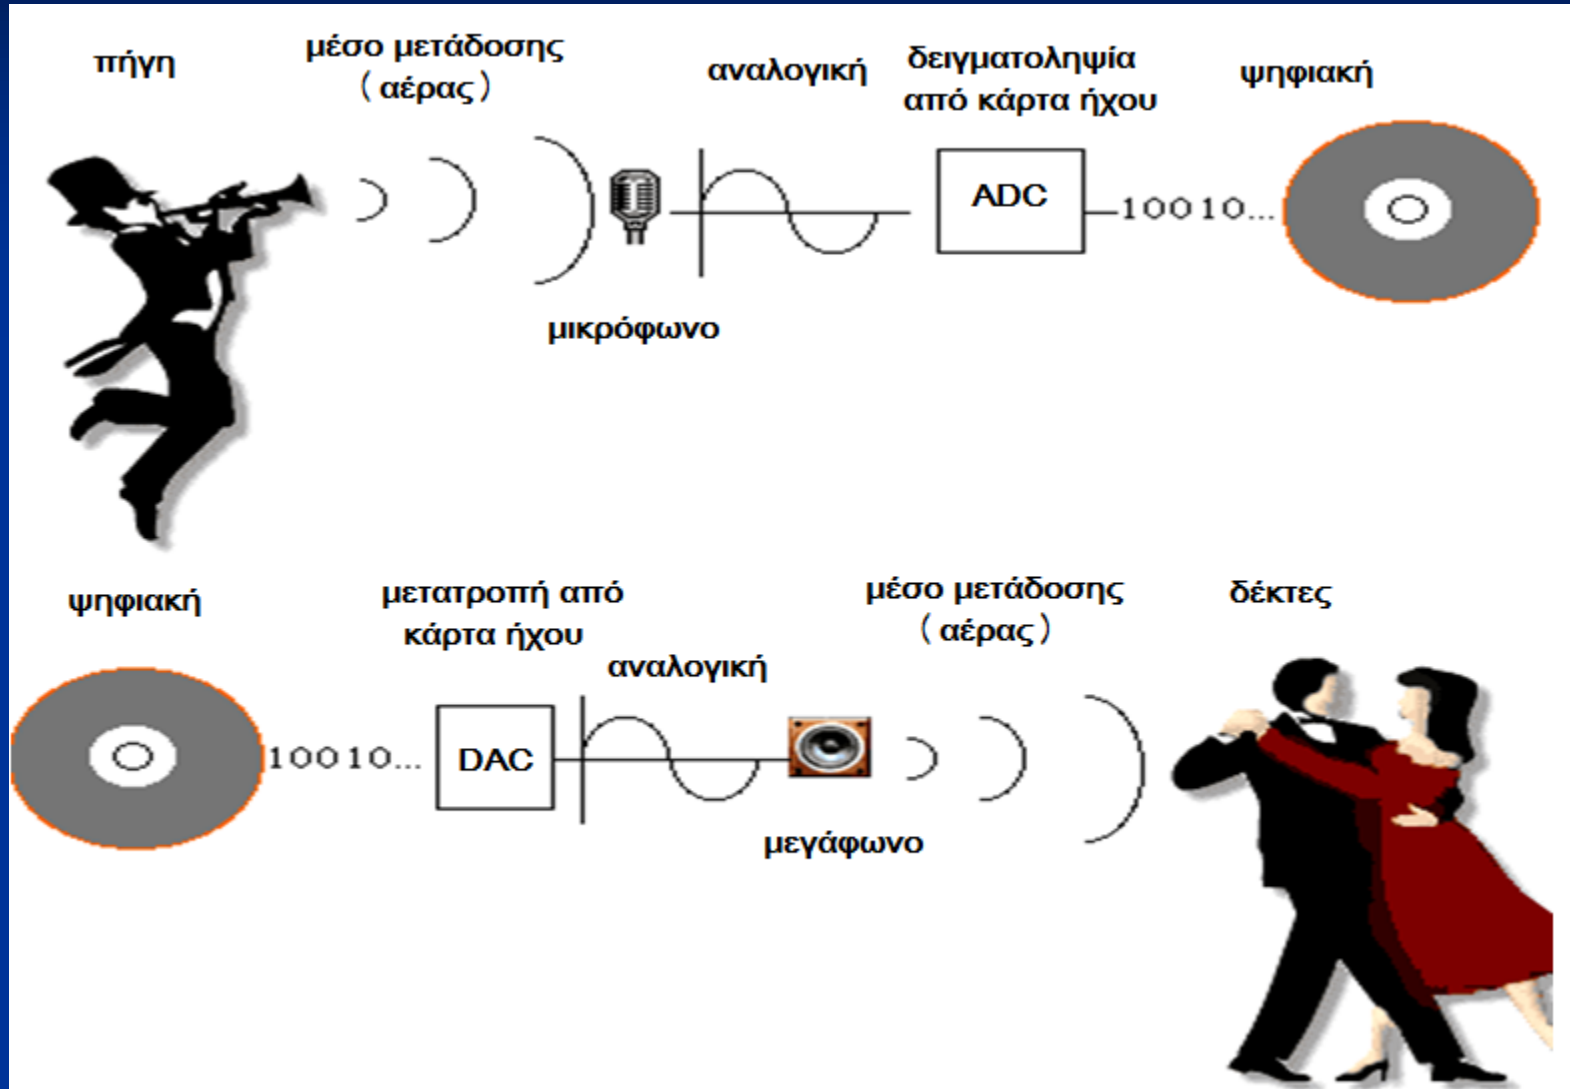 πήγη
μέσο μετάδοσης
( αέρας )
αναλογική
δειγματοληψία
από κάρτα ήχου
ψηφιακή
ADC
10010...
μικρόφωνο
ψηφιακή
μετατροπή από
κάρτα ήχου
αναλογική
μέσο μετάδοσης
( αέρας )
δέκτες
10010...
DAC
μεγάφωνο